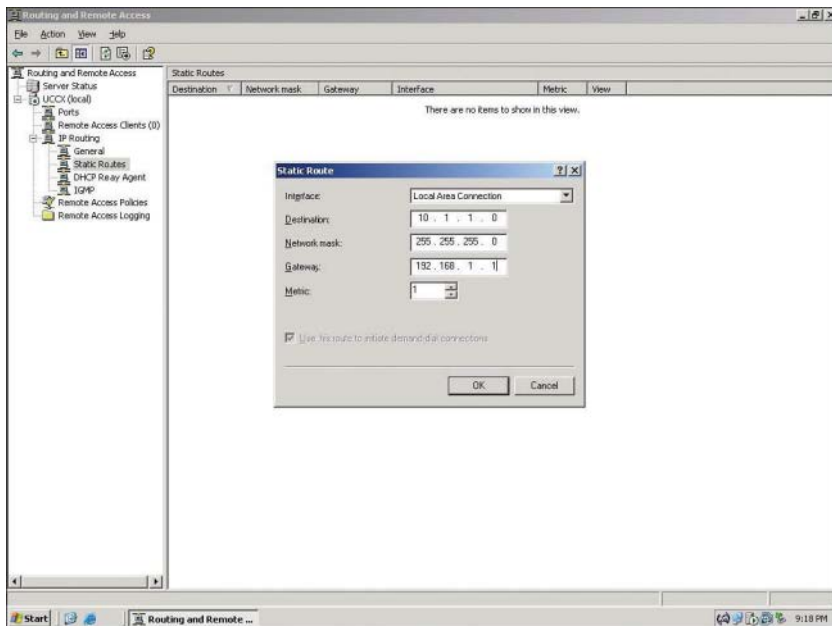 Routing and Remote Access
File Action View Help
Routing and Remote Access
Server Status
UCCX (local)
Ports
Remote Access Clients (0)
IP Routing
General
Static Routes
DHCP Relay Agent
IGMP
Remote Access Policies
Remote Access Logging
Static Routes
Destination Network mask Gateway Interface Metric View
There are no items to show in this view.
Static Route
Interface: Local Area Connection
Destination: 10 . 1 . 1 . 0
Network mask: 255 . 255 . 255 . 0
Gateway: 192 . 168 . 1 . 1
Metric: 1
Use this route to initiate demand-dial connections
OK Cancel
Start Routing and Remote ... 9:18 PM